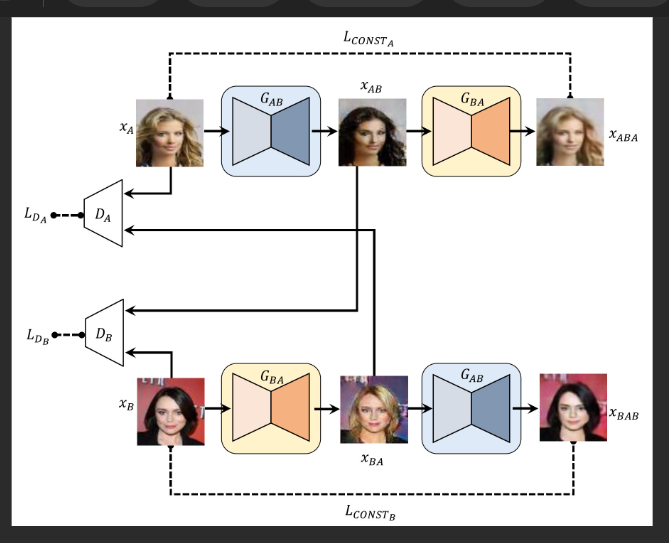 L_CONST_A
G_AB
x_AB
G_BA
x_A
x_ABA
L_D_A
D_A
L_D_B
D_B
x_B
G_BA
G_AB
x_BAB
x_BA
L_CONST_B